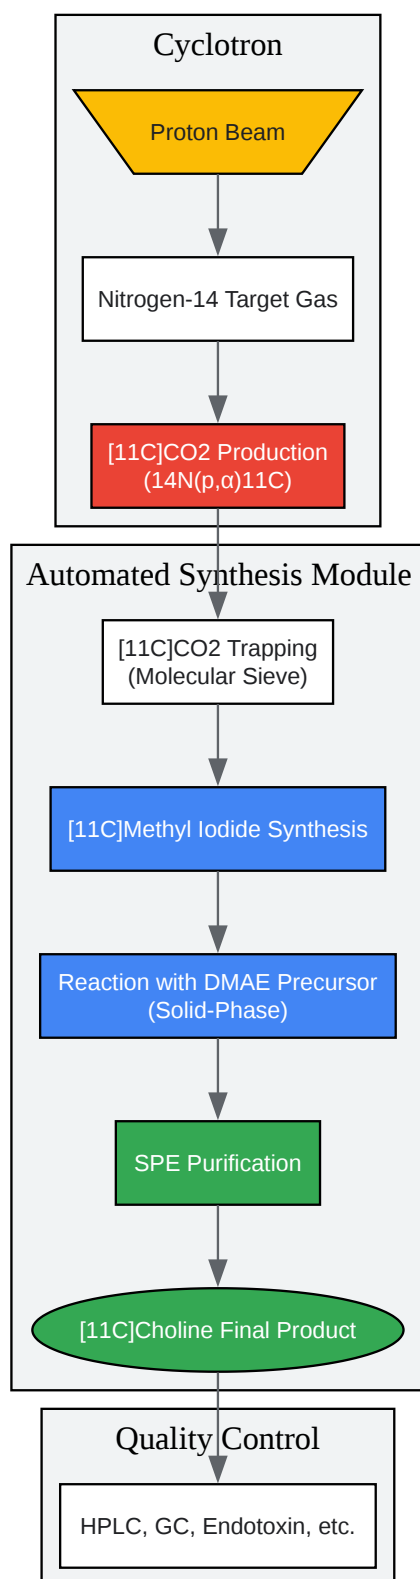 Cyclotron
Proton Beam
Nitrogen-14 Target Gas
[11C]CO2 Production
(14N(p,α)11C)
Automated Synthesis Module
[11C]CO2 Trapping
(Molecular Sieve)
[11C]Methyl Iodide Synthesis
Reaction with DMAE Precursor
(Solid-Phase)
SPE Purification
[11C]Choline Final Product
Quality Control
HPLC, GC, Endotoxin, etc.